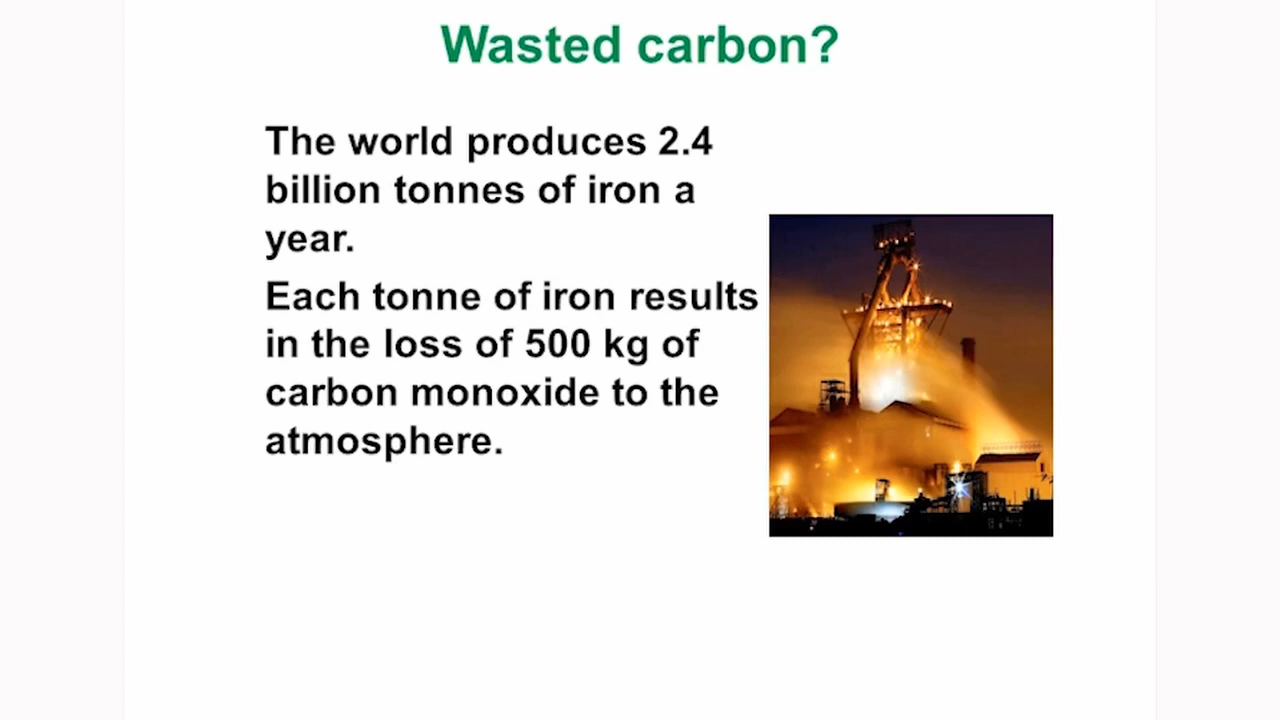 Wasted carbon?
The world produces 2.4
billion tonnes of iron a
year.
Each tonne of iron results
in the loss of 500 kg of
carbon monoxide to the
atmosphere.